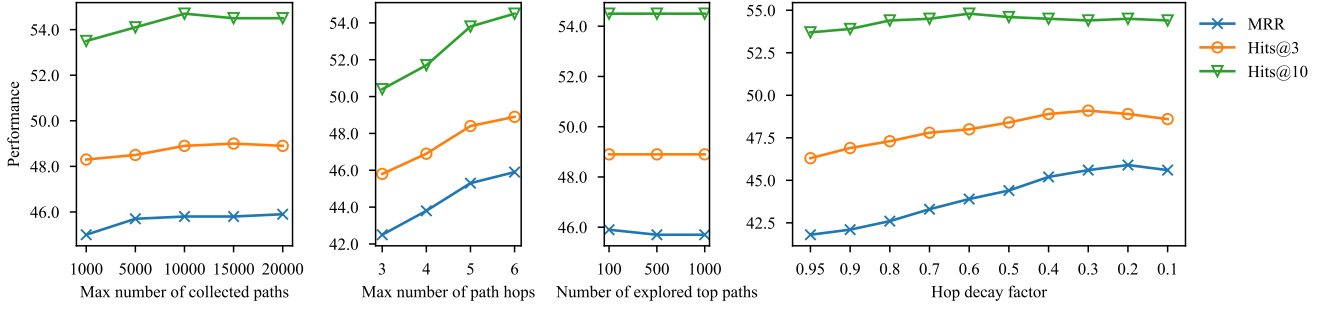 Performance
54.0
52.0
50.0
48.0
46.0
1000 5000 10000 15000 20000
Max number of collected paths
54.0
52.0
50.0
48.0
46.0
44.0
42.0
3 4 5 6
Max number of path hops
54.0
52.0
50.0
48.0
46.0
100 500 1000
Number of explored top paths
55.0
52.5
50.0
47.5
45.0
42.5
0.95 0.9 0.8 0.7 0.6 0.5 0.4 0.3 0.2 0.1
Hop decay factor
MRR
Hits@3
Hits@10